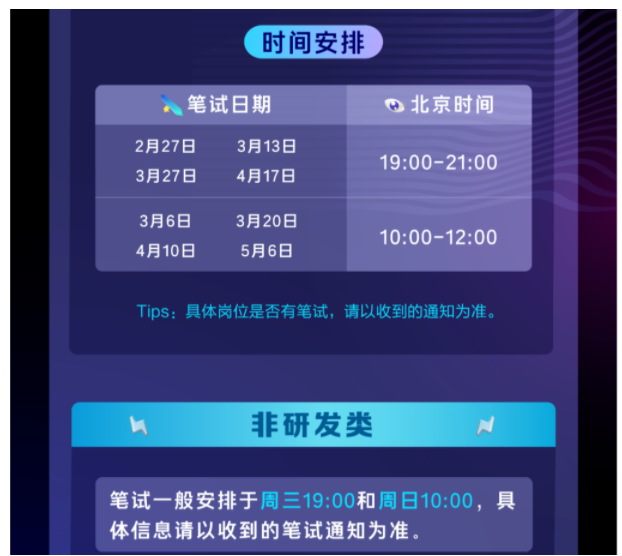 时间安排
笔试日期 北京时间
2月27日 3月13日
3月27日 4月17日
19:00-21:00
3月6日 3月20日
4月10日 5月6日
10:00-12:00
Tips：具体岗位是否有笔试，请以收到的通知为准。
非研发类
笔试一般安排于周三19:00和周日10:00，具
体信息请以收到的笔试通知为准。